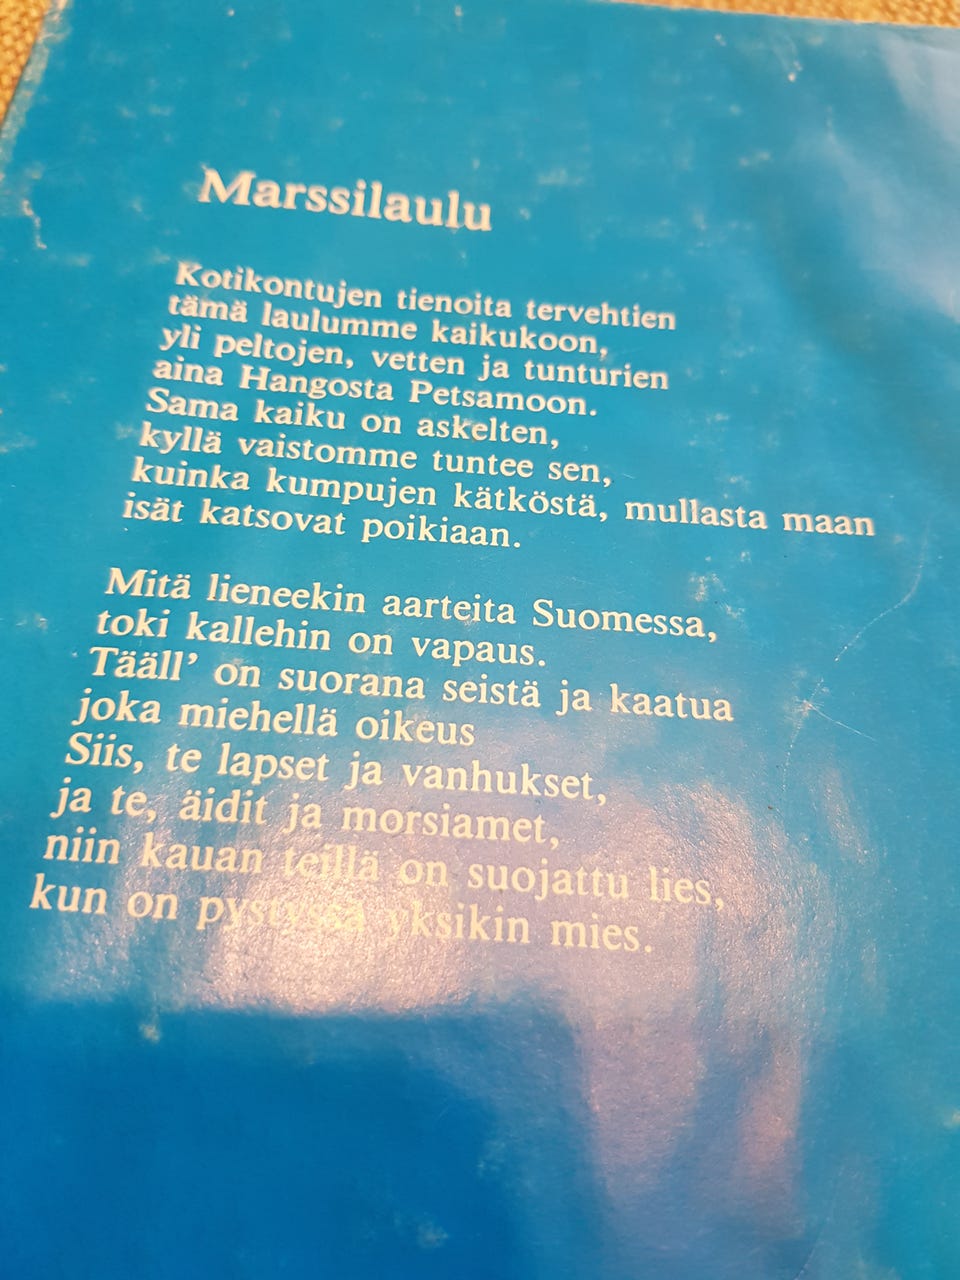 Marssilaulu
Kotikontujen tienoita tervehtien
tämä laulumme kaikukoon,
yli peltojen, vetten ja tunturien
aina Hangosta Petsamoon.
Sama kaiku on askelten,
kyllä vaistomme tuntee sen,
kuinka kumpujen kätköstä, mullasta maan
isät katsovat poikiaan.
Mitä lieneekin aarteita Suomessa,
toki kallehin on vapaus.
Tääll' on suorana seistä ja kaatua
joka miehellä oikeus
Siis, te lapset ja vanhukset,
ja te, äidit ja morsiamet,
niin kauan teillä on suojattu lies,
kun on pystyssä yksikin mies.